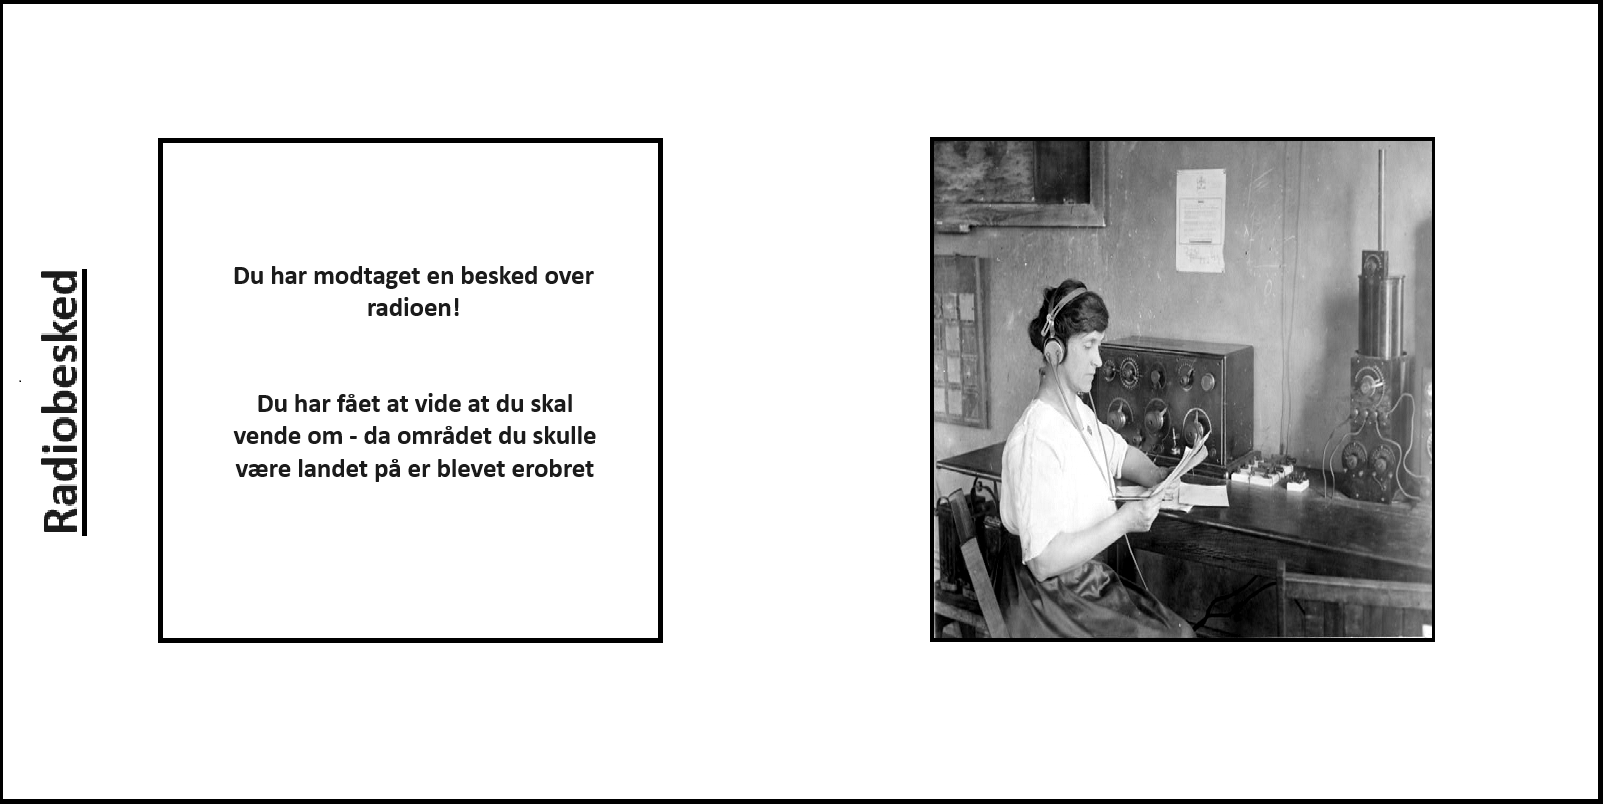 Radiobesked
Du har modtaget en besked over
radioen!
Du har fået at vide at du skal
vende om - da området du skulle
være landet på er blevet erobret